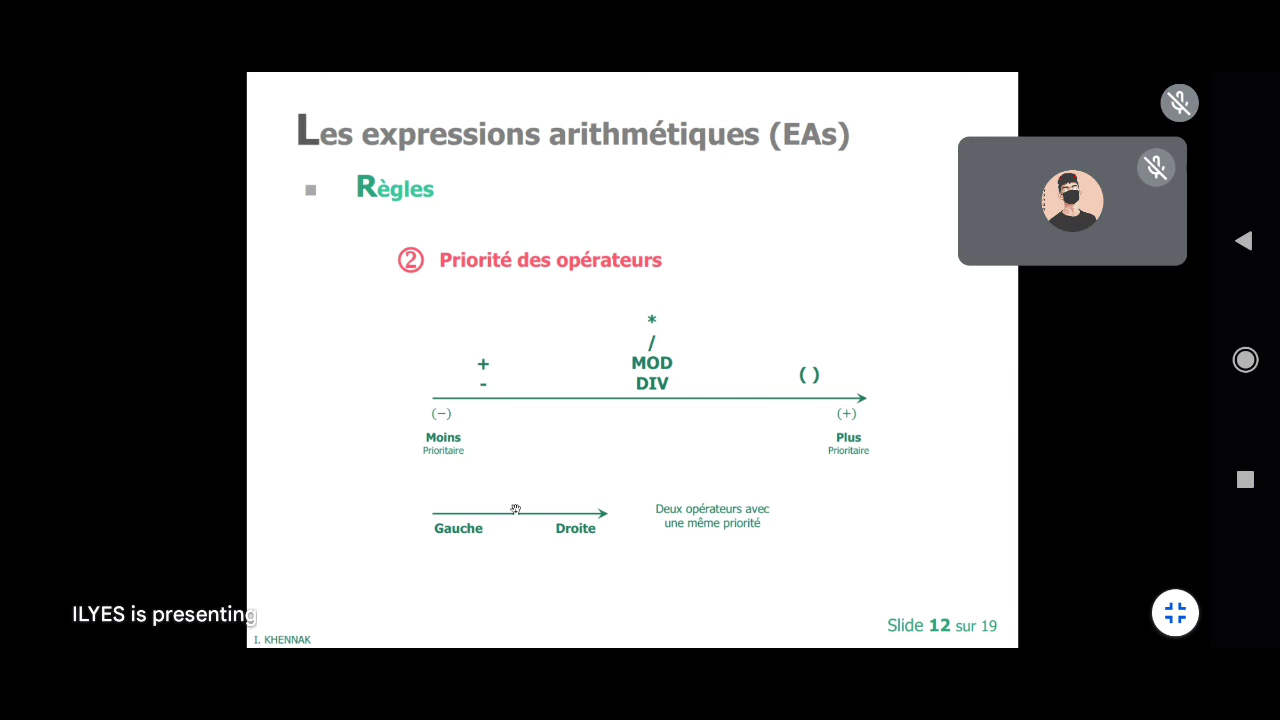 Les expressions arithmétiques (EAs)
Règles
② Priorité des opérateurs
*
/
+ MOD ( )
- DIV
(−) (+)
Moins Plus
Prioritaire Prioritaire
Gauche Droite
Deux opérateurs avec
une même priorité
ILYES is presenting
Slide 12 sur 19
I. KHENNAK